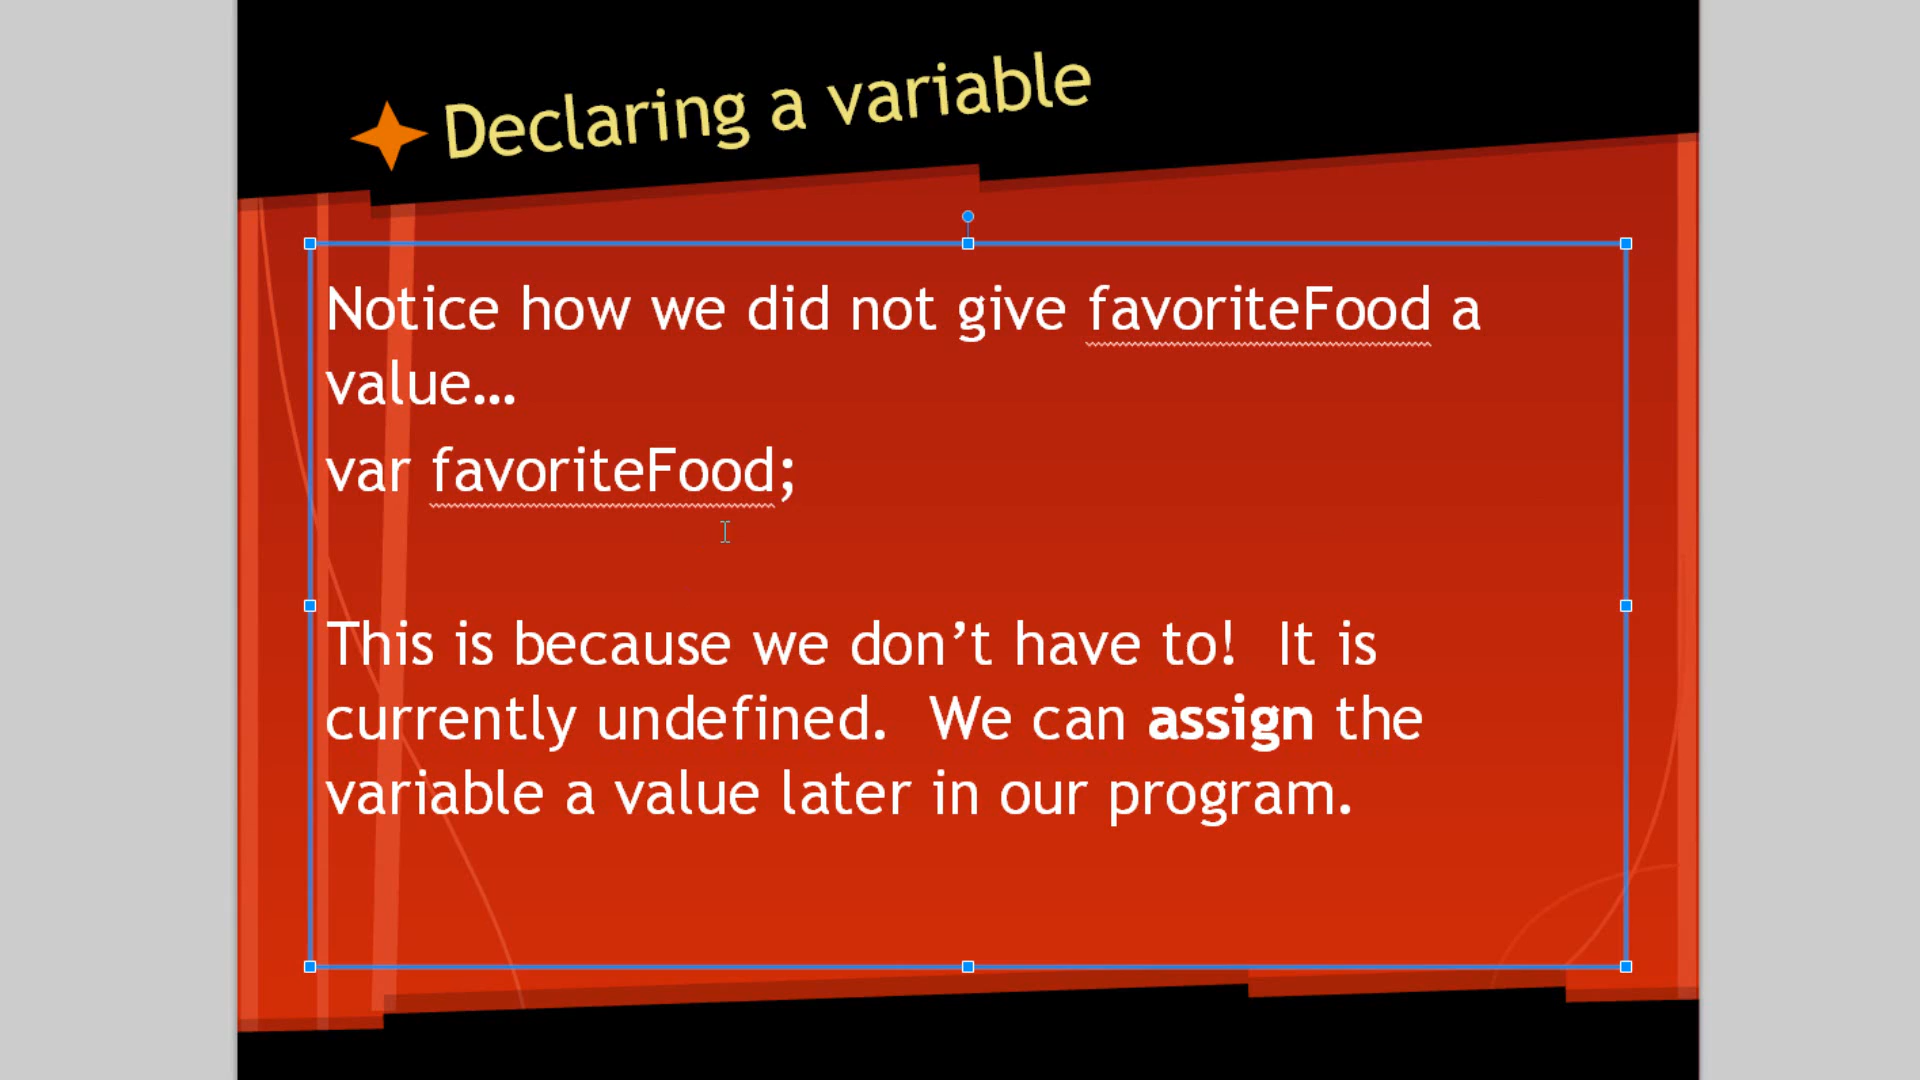 Declaring a variable
Notice how we did not give favoriteFood a
value…
var favoriteFood;
This is because we don’t have to!  It is
currently undefined.  We can assign the
variable a value later in our program.